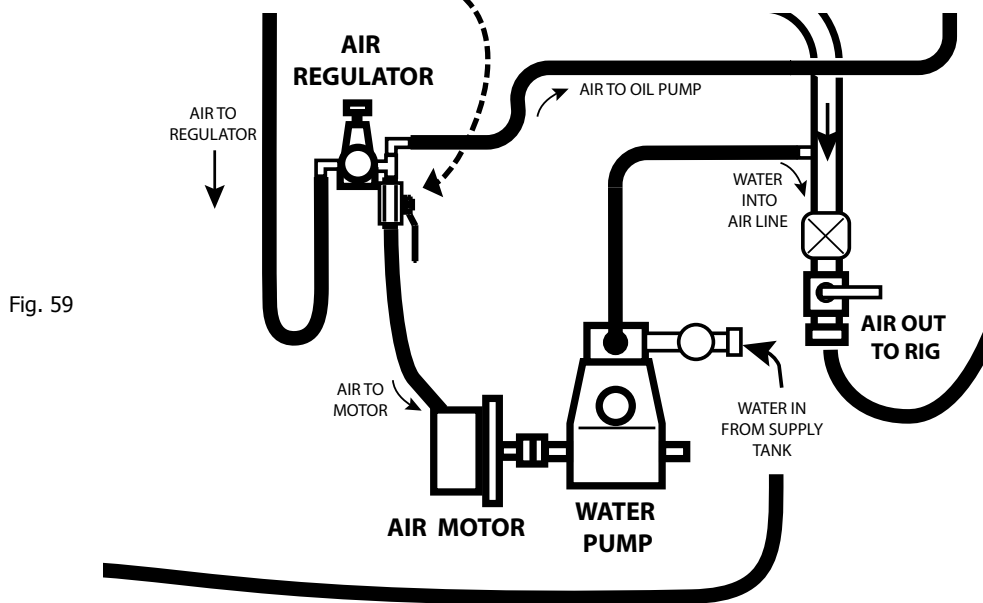 AIR
REGULATOR
AIR TO OIL PUMP
AIR TO
REGULATOR
WATER
INTO
AIR LINE
Fig. 59
AIR OUT
TO RIG
AIR TO
MOTOR
WATER IN
FROM SUPPLY
TANK
AIR MOTOR
WATER
PUMP